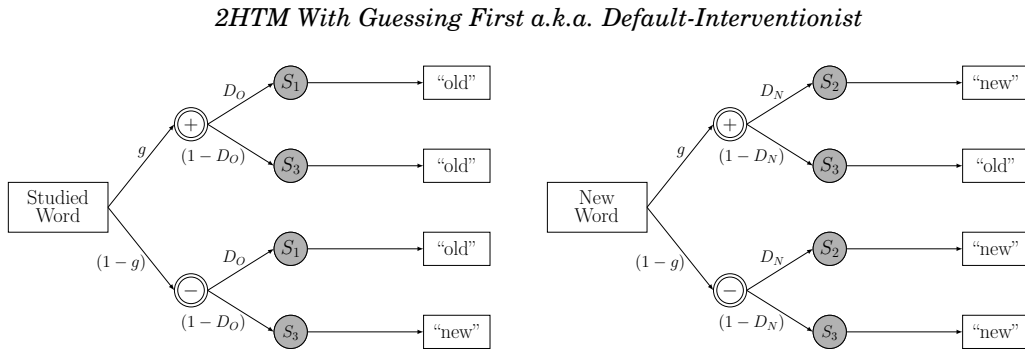 2HTM With Guessing First a.k.a. Default-Interventionist
Studied
Word
g
(1 − g)
+
−
D_O
(1 − D_O)
D_O
(1 − D_O)
S_1
S_3
S_1
S_3
“old”
“old”
“old”
“new”
New
Word
g
(1 − g)
+
−
D_N
(1 − D_N)
D_N
(1 − D_N)
S_2
S_3
S_2
S_3
“new”
“old”
“new”
“new”